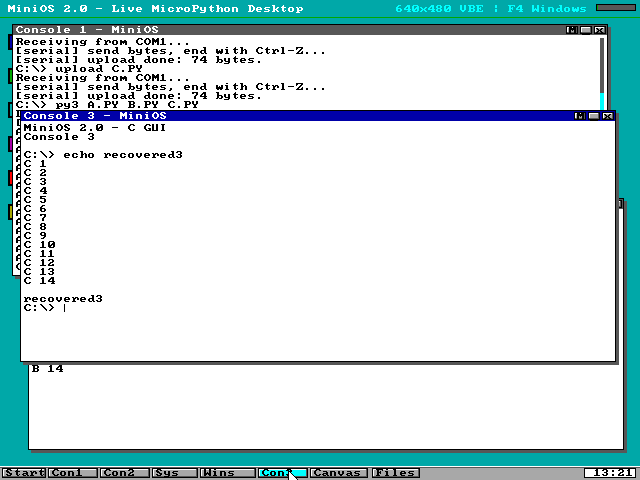 MiniOS 2.0 - Live MicroPython Desktop
640x480 VBE | F4 Windows
Console 1 - MiniOS
Receiving from COM1...
[serial] send bytes, end with Ctrl-Z...
[serial] upload done: 74 bytes.
C:\> upload C.PY
Receiving from COM1...
[serial] send bytes, end with Ctrl-Z...
[serial] upload done: 74 bytes.
C:\> py3 A.PY B.PY C.PY
Console 3 - MiniOS
MiniOS 2.0 - C GUI
Console 3
C:\> echo recovered3
C 1
C 2
C 3
C 4
C 5
C 6
C 7
C 8
C 9
C 10
C 11
C 12
C 13
C 14
recovered3
C:\>
B 14
Start
Con1
Con2
Sys
Wins
Con3
Canvas
Files
13:21